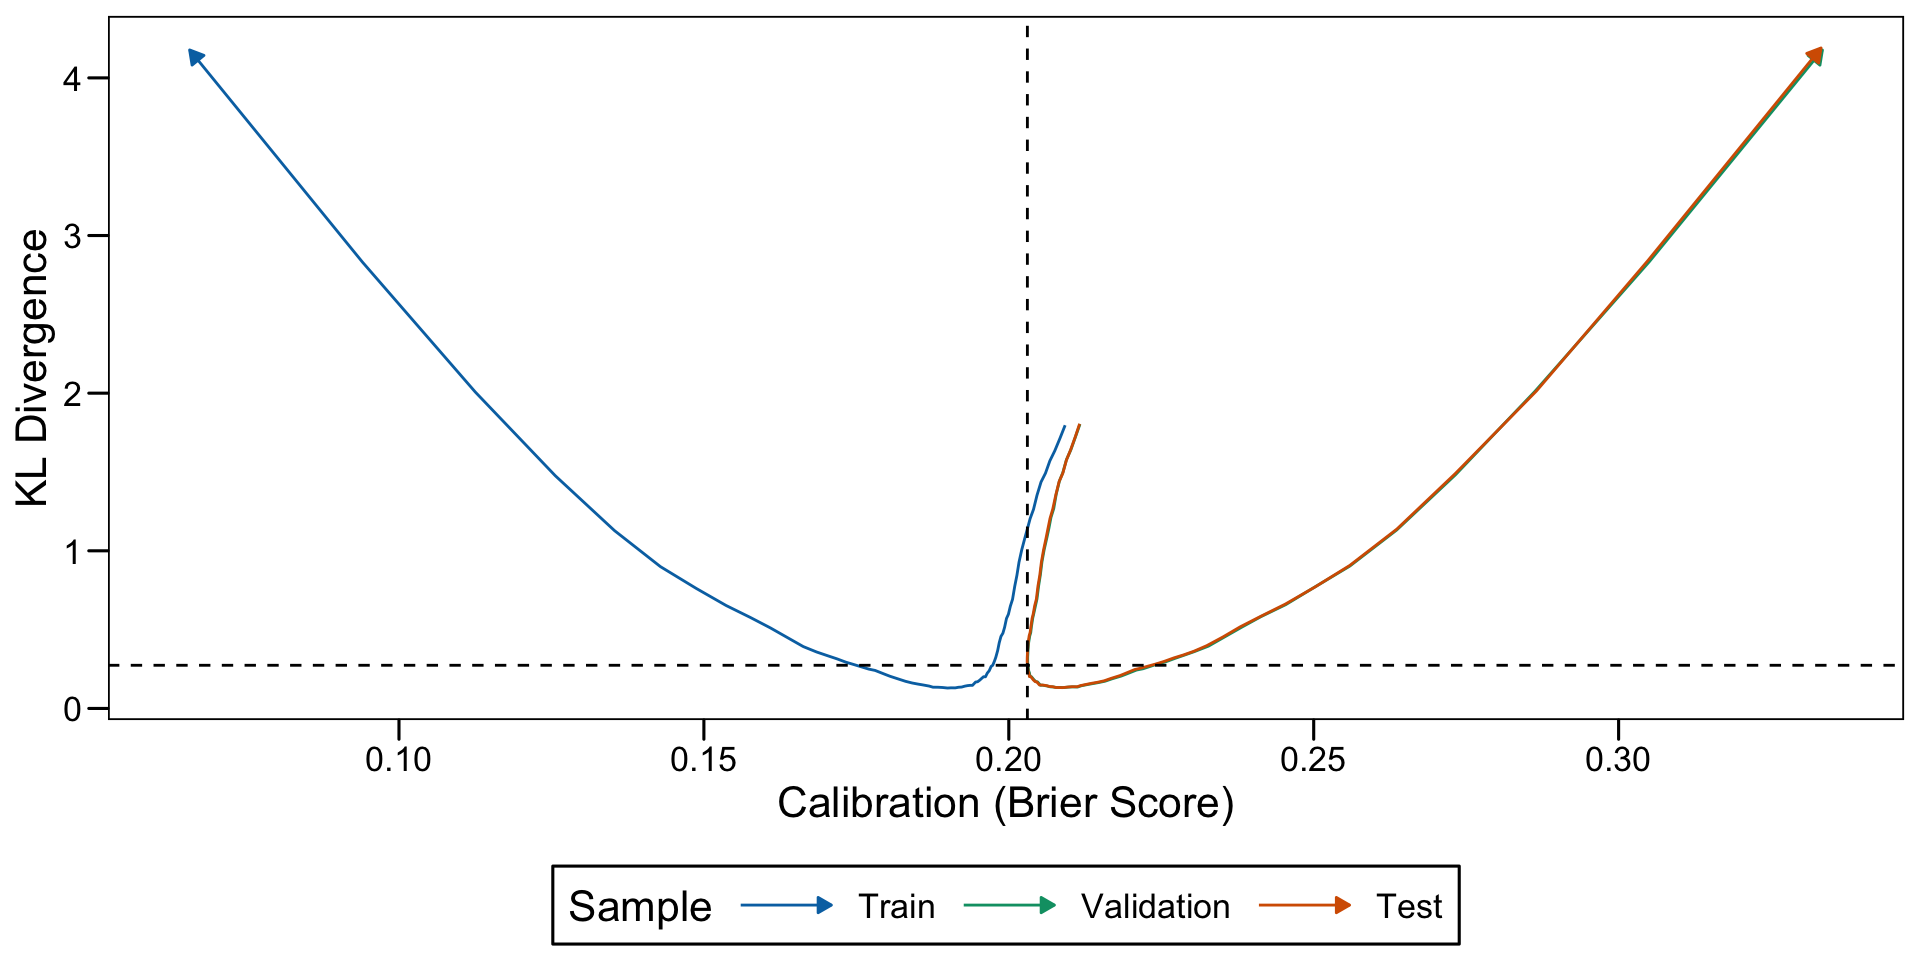 4
3
2
1
0
KL Divergence
0.10 0.15 0.20 0.25 0.30
Calibration (Brier Score)
Sample Train Validation Test